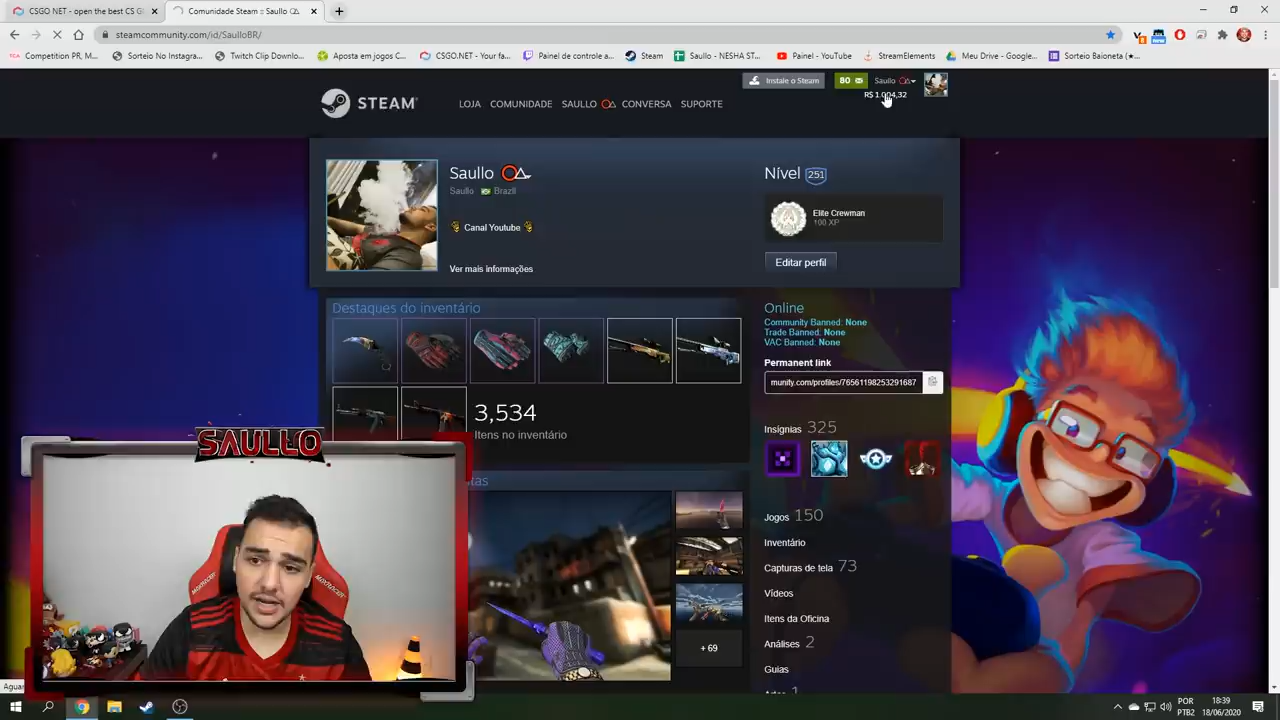 CSGO.NET - open the best CS G
Comunidade Steam :: Saullo
steamcommunity.com/id/SaulloBR/
Competition PR, M...
Sorteio No Instagra...
Twitch Clip Downlo...
Aposta em jogos C...
CSGO.NET - Open...
Painel de controle a...
Steam
Saullo - NESHA ST...
Painel - YouTube
StreamElements
Meu Drive - Google...
Sorteio Baioneta (★...
Instale o Steam
80
Saullo
R$ 1.004,32
STEAM
LOJA
COMUNIDADE
SAULLO
CONVERSA
SUPORTE
Saullo
Saullo
Brazil
Canal Youtube
Ver mais informações
Nível 251
Elite Crewman
100 XP
Editar perfil
Destaques do inventário
3,534
Itens no inventário
Online
Community Banned: None
Trade Banned: None
VAC Banned: None
Permanent link
munity.com/profiles/76561198253291687
Insígnias 325
Jogos 150
Inventário
Capturas de tela 73
Vídeos
Itens da Oficina
Análises 2
Guias
+ 69
SAULLO
Aguar
POR
PTB2
18:39
18/06/2020